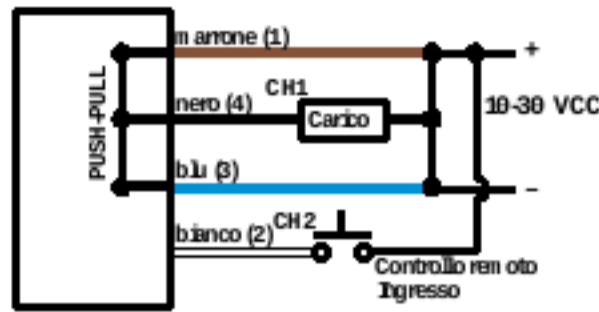 marrone (1)
+
PUSH-PULL
nero (4)
CH1
Carico
10-30 VCC
blu (3)
-
bianco (2)
CH2
Controllo remoto
Ingresso